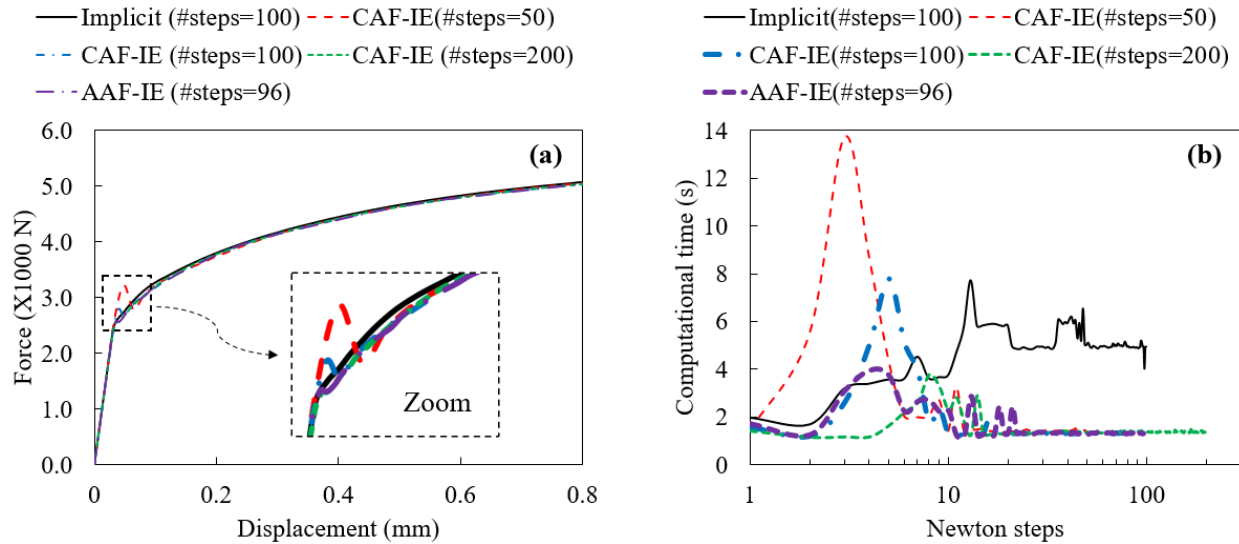 Implicit (#steps=100) CAF-IE (#steps=50)
CAF-IE (#steps=100) CAF-IE (#steps=200)
AAF-IE (#steps=96)
6.0
5.0
4.0
3.0
2.0
1.0
0.0
Force (X1000 N)
(a)
Zoom
0 0.2 0.4 0.6 0.8
Displacement (mm)
Implicit(#steps=100) CAF-IE(#steps=50)
CAF-IE(#steps=100) CAF-IE(#steps=200)
AAF-IE(#steps=96)
14
12
10
8
6
4
2
0
Computational time (s)
(b)
1 10 100
Newton steps